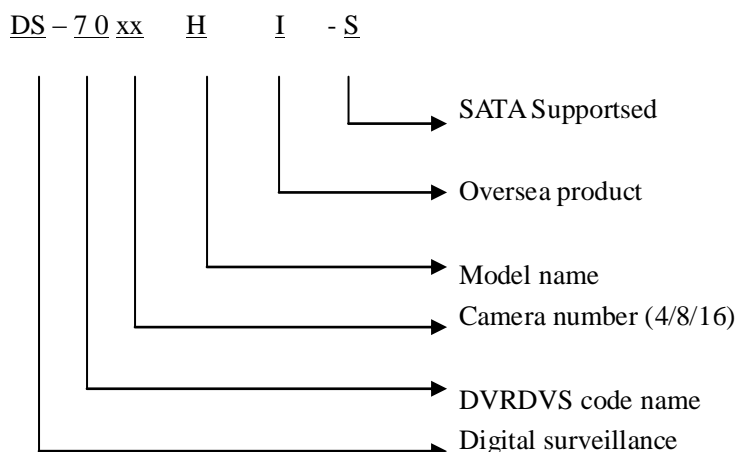 DS – 7 0 xx H I - S
SATA Supportsed
Oversea product
Model name
Camera number (4/8/16)
DVRDVS code name
Digital surveillance